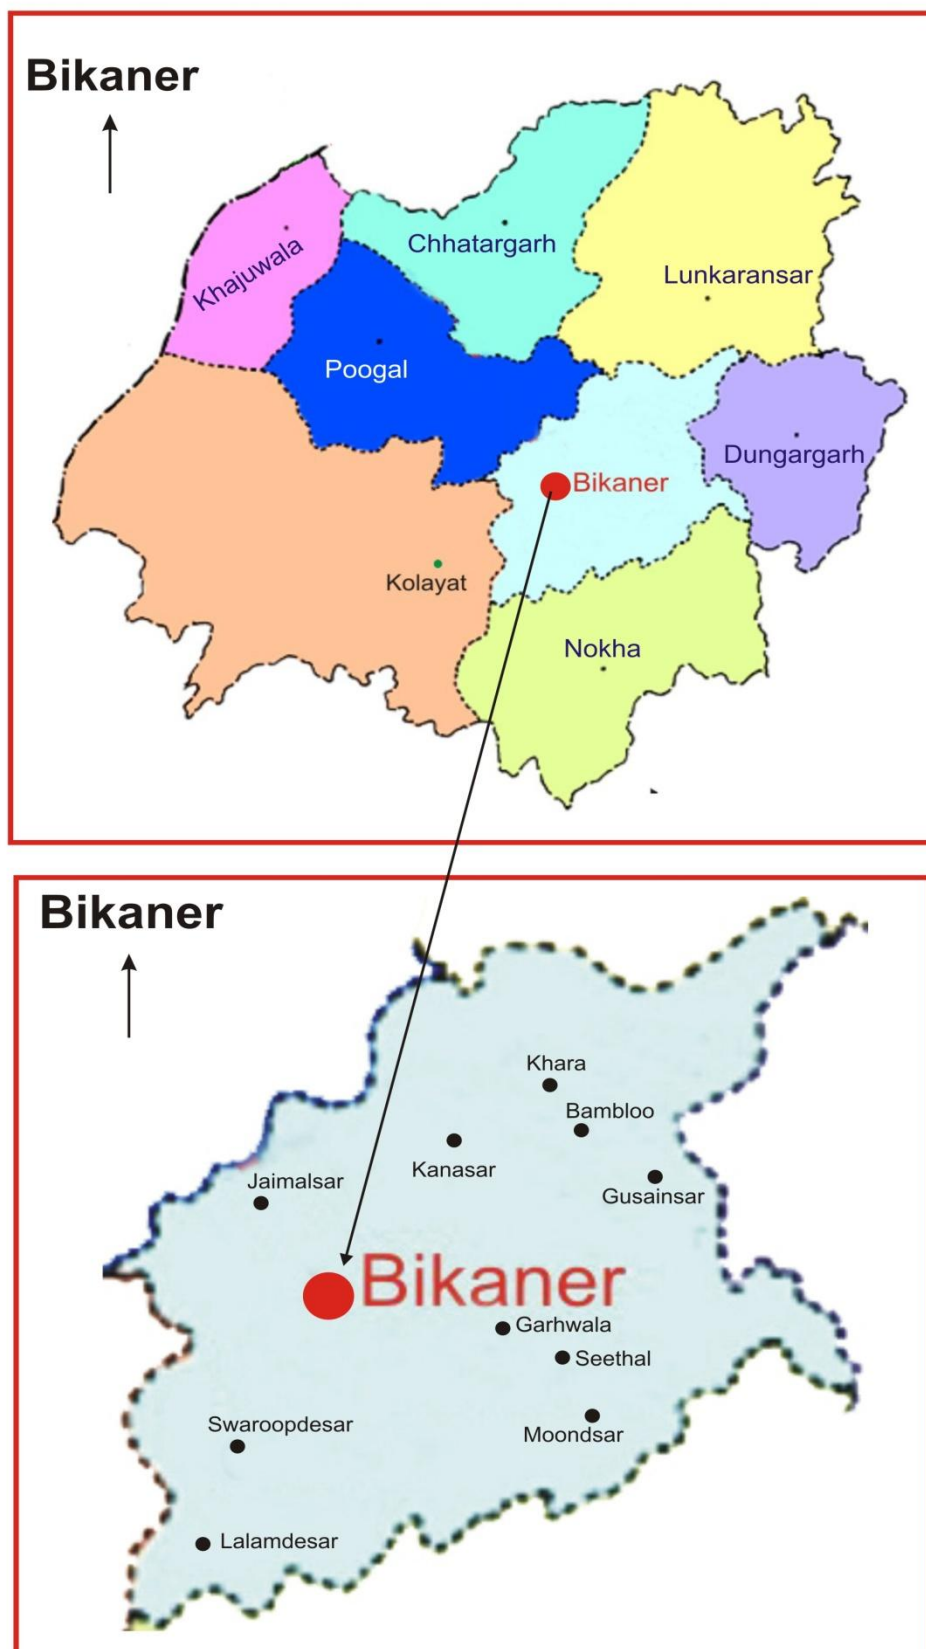 Bikaner
Chhatargarh
Khajuwala
Lunkaransar
Poogal
Dungargarh
Bikaner
Kolayat
Nokha
Bikaner
Khara
Bambloo
Kanasar
Jaimalsar
Gusainsar
Bikaner
Garhwala
Seethal
Swaroopdesar
Moondsar
Lalamdesar